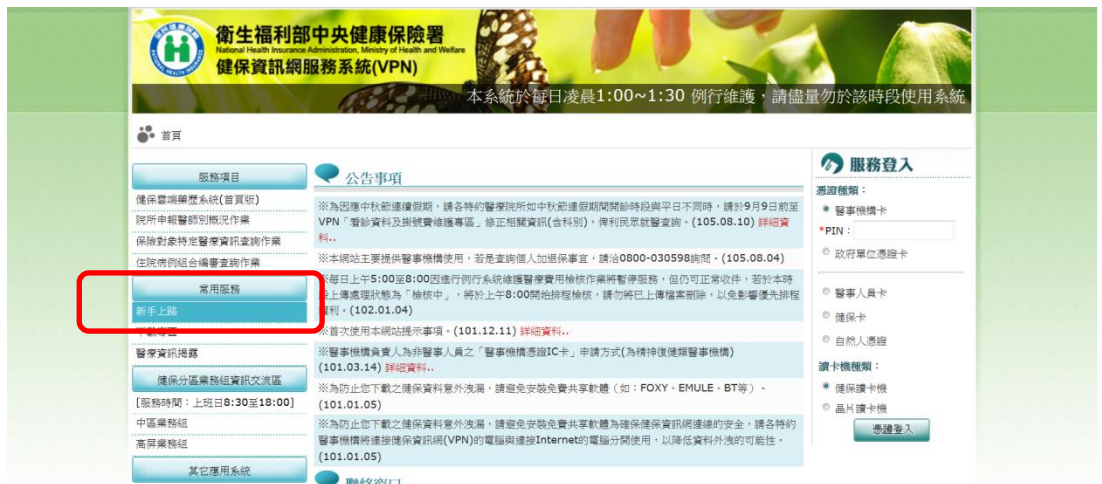 衛生福利部中央健康保險署
National Health Insurance Administration, Ministry of Health and Welfare
健保資訊網服務系統(VPN)
本系統於每日凌晨1:00~1:30 例行維護，請儘量勿於該時段使用系統
首頁
服務項目
健保雲端藥歷系統(首頁版)
院所申報醫師別概況作業
保險對象特定醫療資訊查詢作業
住院病例組合編審查詢作業
常用服務
新手上路
醫療資訊揭露
健保分區業務組資訊交流區
[服務時間：上班日8:30至18:00]
中區業務組
高屏業務組
其它應用系統
公告事項
※為因應中秋節連續假期，請各特約醫療院所如中秋節連假期間開診時段與平日不同時，請於9月9日前至
VPN「看診資料及掛號費維護專區」修正相關資訊(含科別)，俾利民眾就醫查詢。(105.08.10) 詳細資
料..
※本網站主要提供醫事機構使用，若是查詢個人加退保事宜，請洽0800-030598詢問。(105.08.04)
※每日上午5:00至8:00因進行例行系統維護醫療費用檢核作業將暫停服務，但仍可正常收件，若於本時
段上傳處理狀態為「檢核中」，將於上午8:00開始排程檢核，請勿將已上傳檔案刪除，以免影響優先排程
權利。(102.01.04)
※首次使用本網站提示事項。(101.12.11) 詳細資料..
※醫事機構負責人為非醫事人員之「醫事機構憑證IC卡」申請方式(為精神復健類醫事機構)
(101.03.14) 詳細資料..
※為防止您下載之健保資料意外洩漏，請避免安裝免費共享軟體（如：FOXY、EMULE、BT等）。
(101.01.05)
※為防止您下載之健保資料意外洩漏，請避免安裝免費共享軟體為確保健保資訊網連線的安全，請各特約
醫事機構將連接健保資訊網(VPN)的電腦與連接Internet的電腦分開使用，以降低資料外洩的可能性。
(101.01.05)
聯絡窗口
服務登入
憑證種類：
醫事機構卡
*PIN：
政府單位憑證卡
醫事人員卡
健保卡
自然人憑證
讀卡機種類：
健保讀卡機
晶片讀卡機
憑證登入